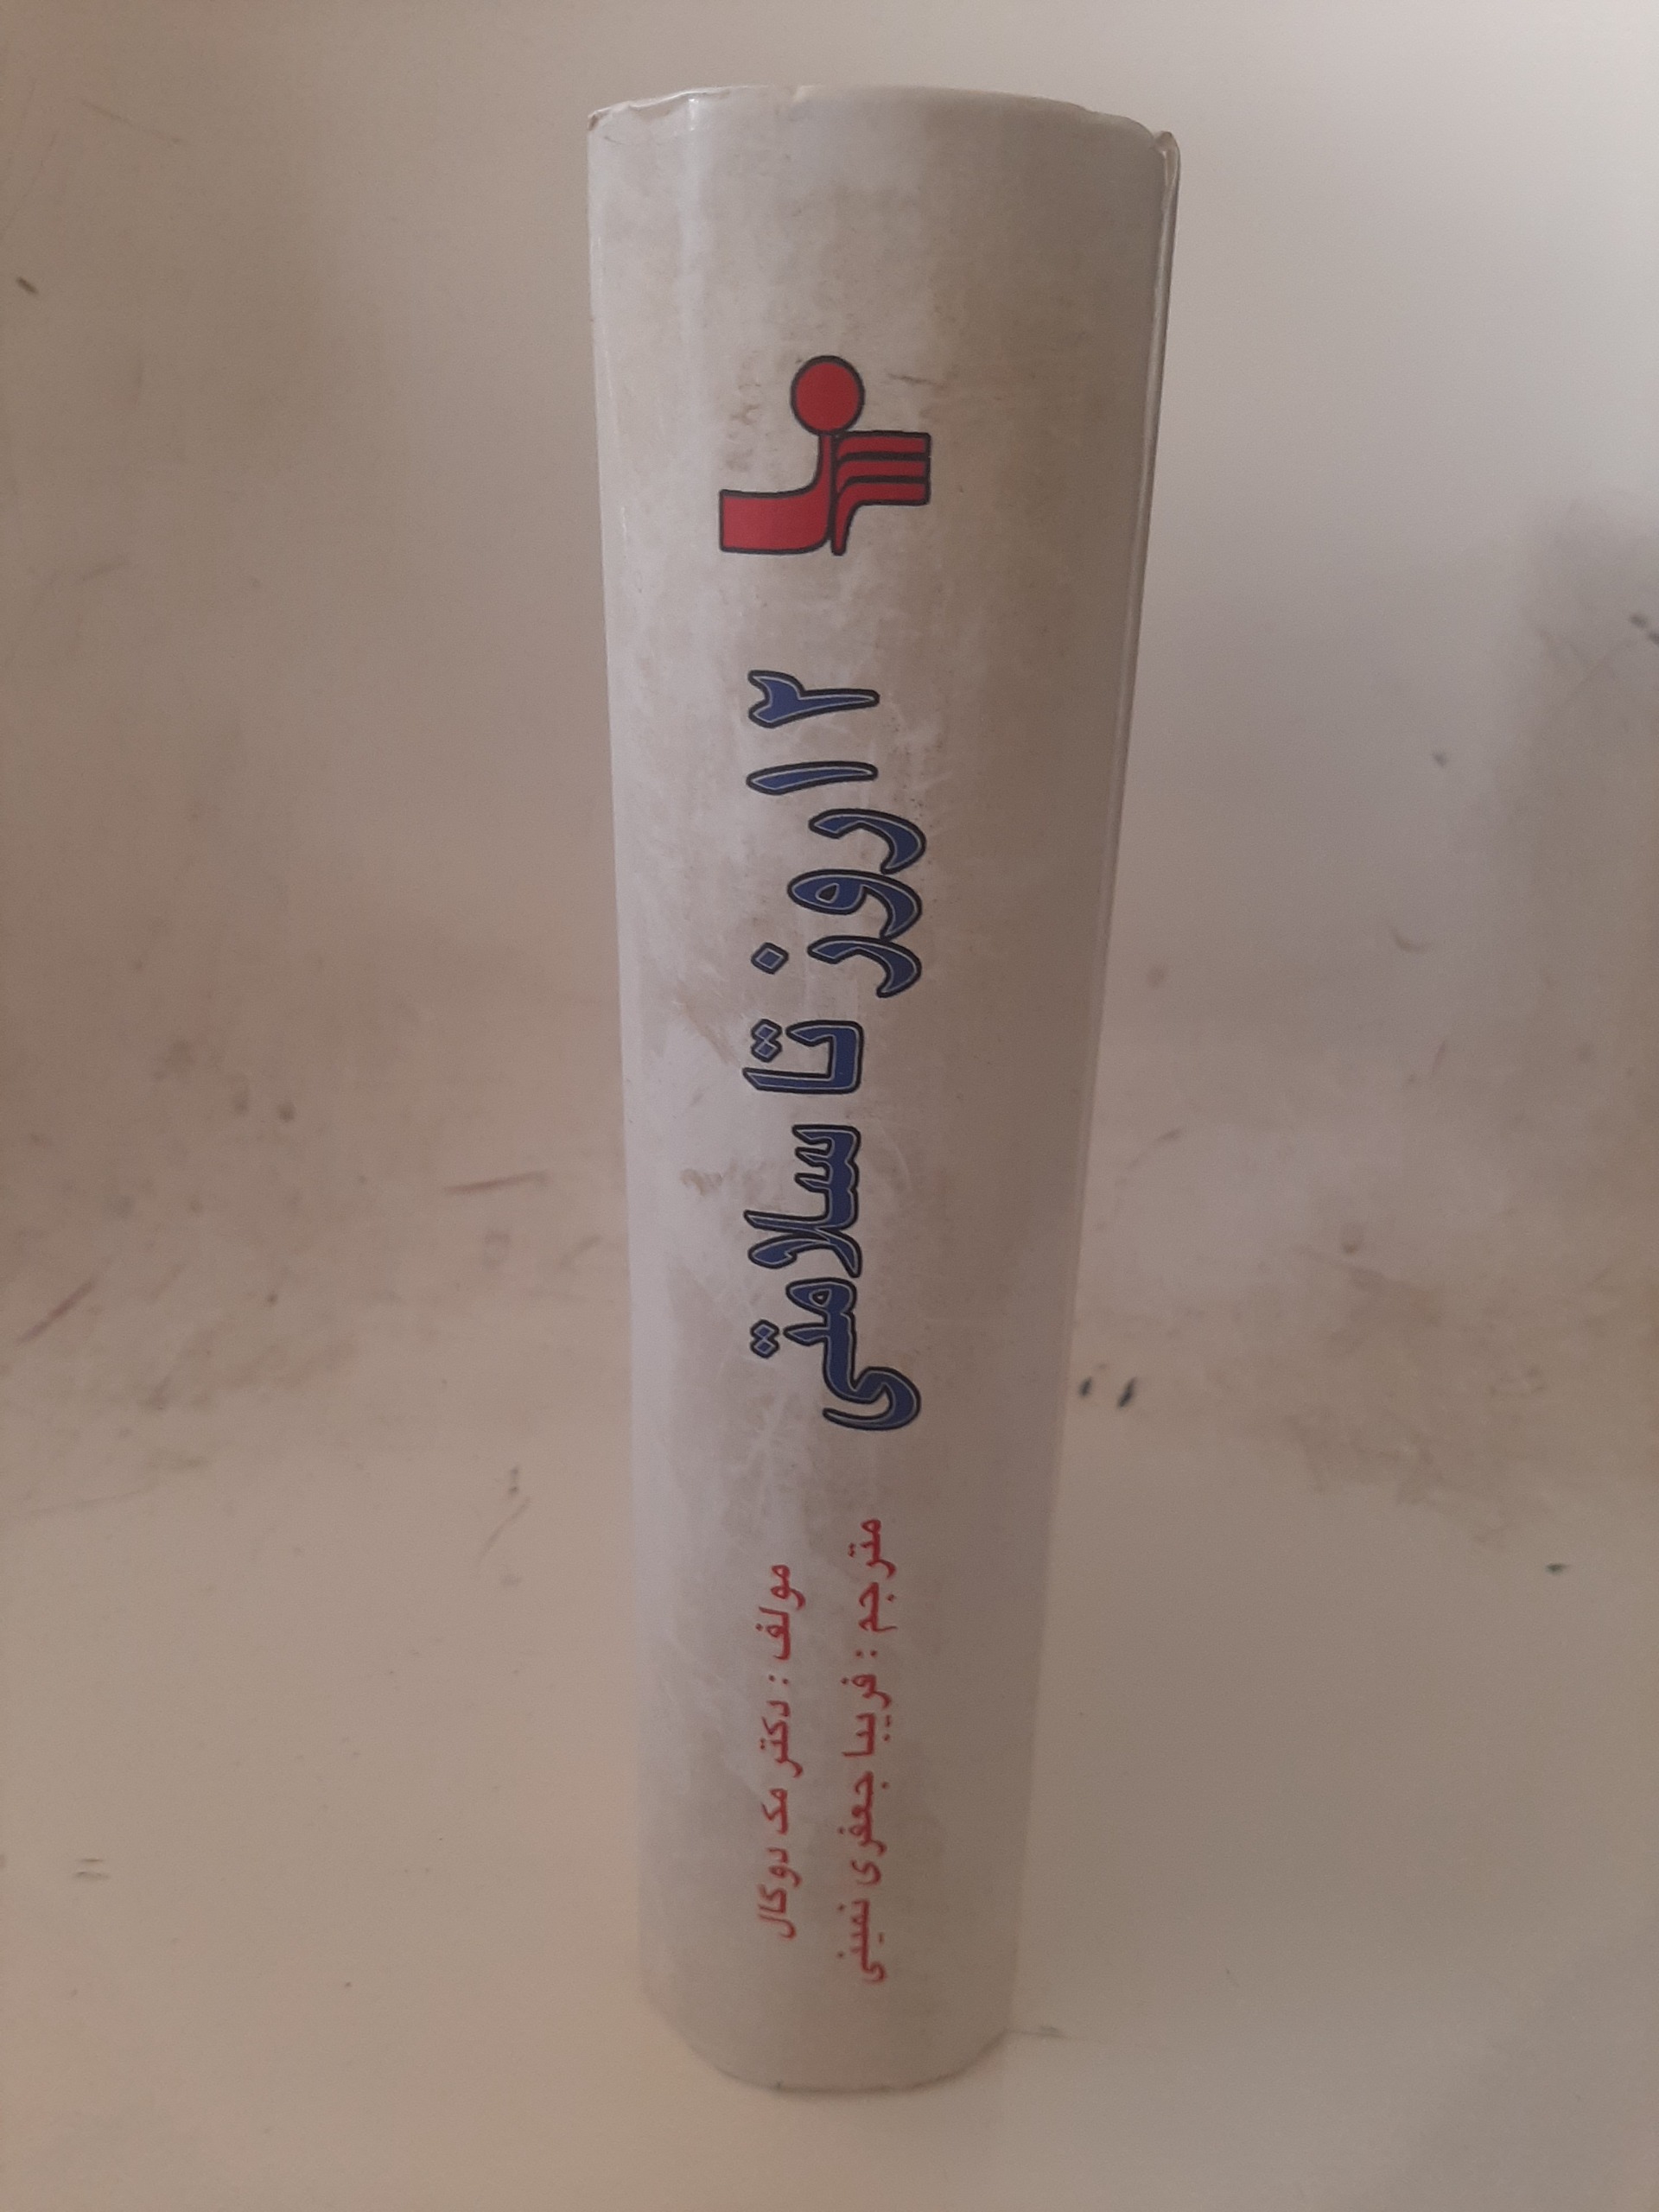 ۱۲ روز تا سلامتی
مولف : دکتر مک دوگال
مترجم : فریبا جعفری نمینی